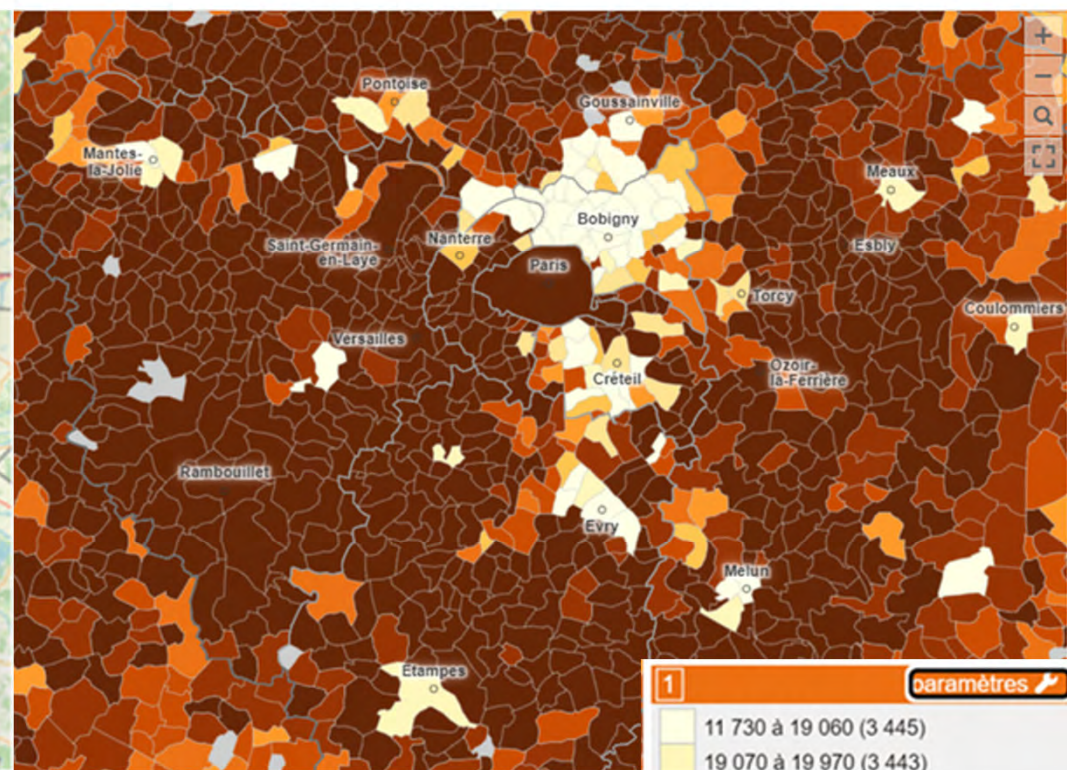 Pontoise
Goussainville
Mantes-
la-Jolie
Meaux
Bobigny
Saint-Germain-
en-Laye
Nanterre
Esbly
Paris
Torcy
Coulommiers
Versailles
Ozoir-
la-Ferrière
Créteil
Rambouillet
Evry
Melun
Etampes
1
paramètres
11 730 à 19 060 (3 445)
19 070 à 19 970 (3 443)